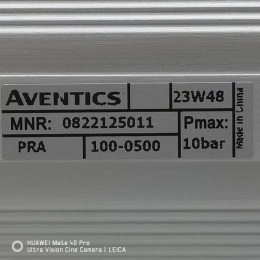 AVENTICS 23W48
MNR: 0822125011 Pmax:
PRA 100-0500 10bar
Made in China
HUAWEI Mate 40 Pro
Ultra Vision Cine Camera | LEICA